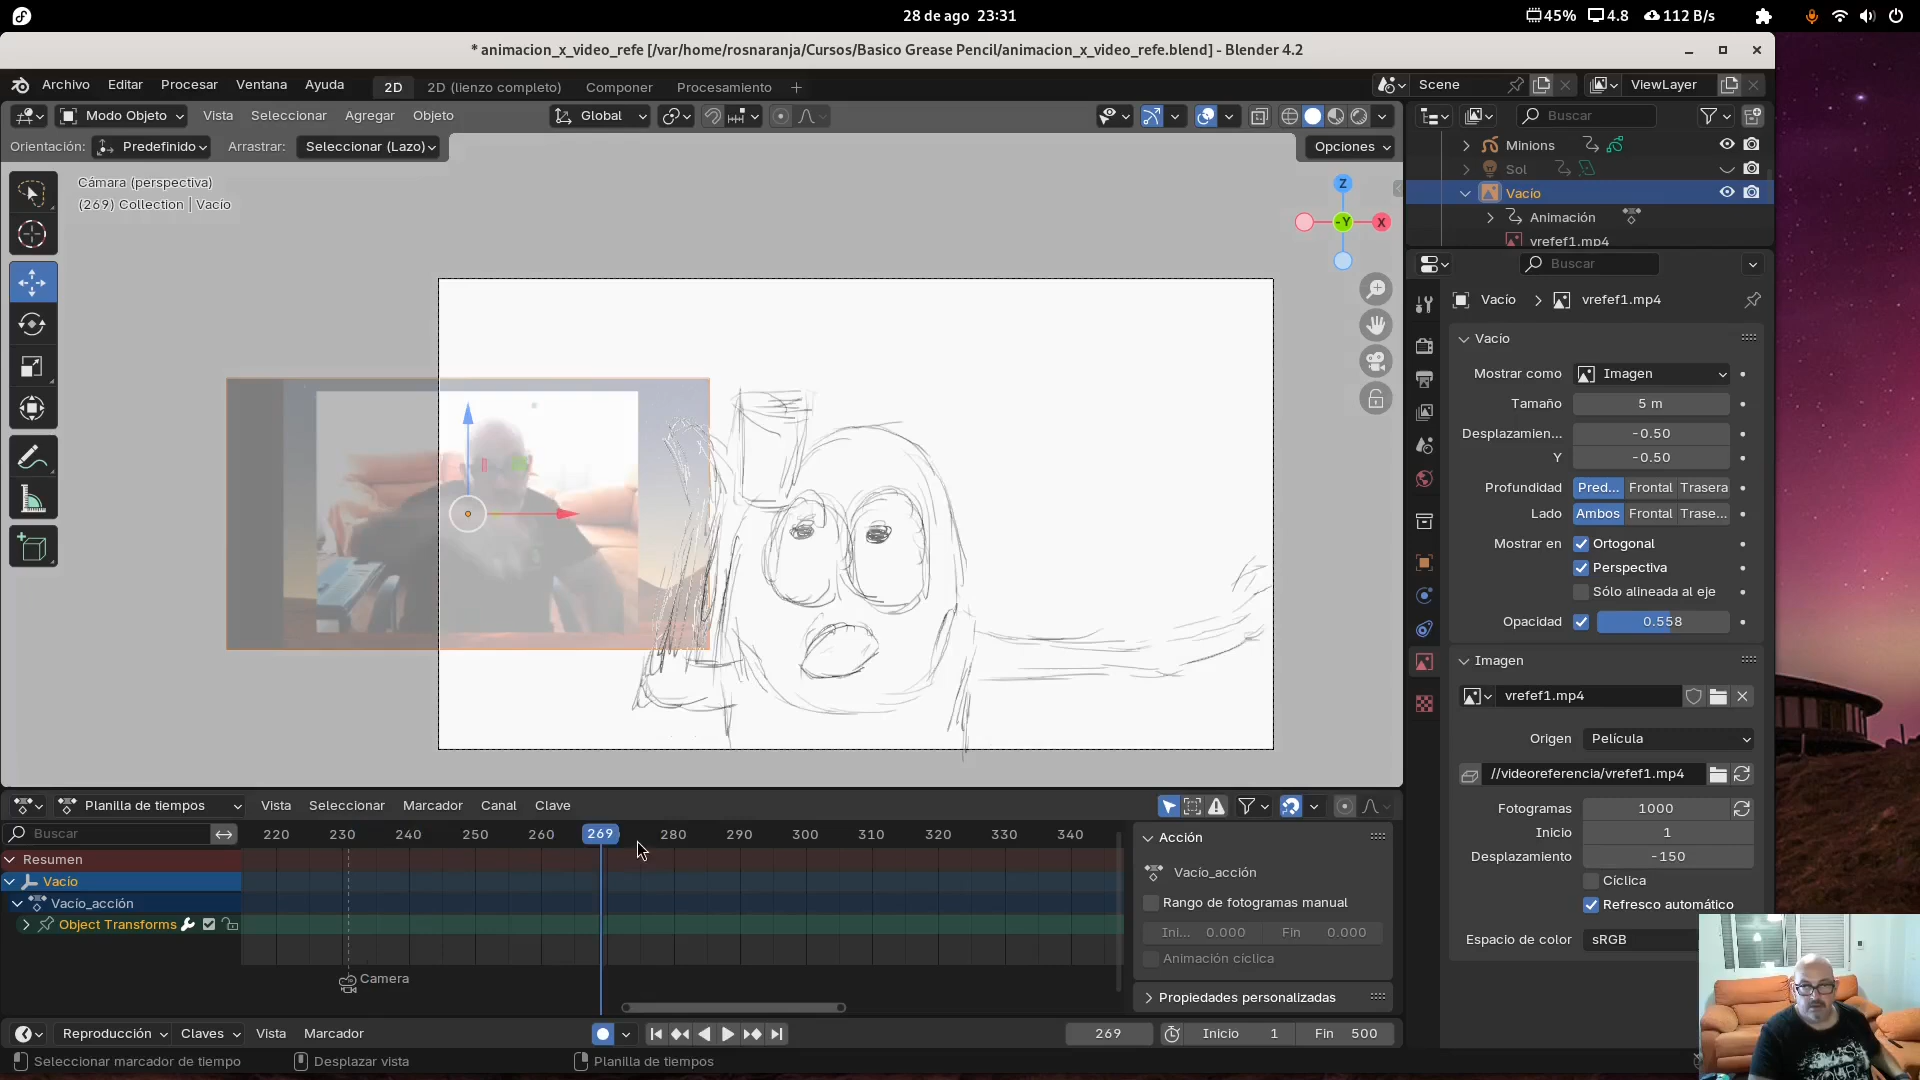 28 de ago 23:31
45% 4.8 112 B/s
* animacion_x_video_refe [/var/home/rosnaranja/Cursos/Basico Grease Pencil/animacion_x_video_refe.blend] - Blender 4.2
Archivo Editar Procesar Ventana Ayuda 2D 2D (lienzo completo) Componer Procesamiento + Scene ViewLayer
Modo Objeto Vista Seleccionar Agregar Objeto Global Buscar
Orientación: Predefinido Arrastrar: Seleccionar (Lazo) Opciones
Minions
Sol
Vacío
Animación
vrefef1.mp4
Cámara (perspectiva)
(269) Collection | Vacío
Z
-Y
X
Buscar
Vacío > vrefef1.mp4
Vacío
Mostrar como Imagen
Tamaño 5 m
Desplazamien... -0.50
Y -0.50
Profundidad Pred... Frontal Trasera
Lado Ambos Frontal Trase...
Mostrar en Ortogonal
Perspectiva
Sólo alineada al eje
Opacidad 0.558
Imagen
vrefef1.mp4
Origen Película
//videoreferencia/vrefef1.mp4
Fotogramas 1000
Inicio 1
Desplazamiento -150
Cíclica
Refresco automático
Espacio de color sRGB
Planilla de tiempos Vista Seleccionar Marcador Canal Clave
Buscar 220 230 240 250 260 269 280 290 300 310 320 330 340
Resumen
Vacío
Vacío_acción
Object Transforms
Camera
Acción
Vacío_acción
Rango de fotogramas manual
Ini... 0.000 Fin 0.000
Animación cíclica
Propiedades personalizadas
Reproducción Claves Vista Marcador 269 Inicio 1 Fin 500
Seleccionar marcador de tiempo Desplazar vista Planilla de tiempos